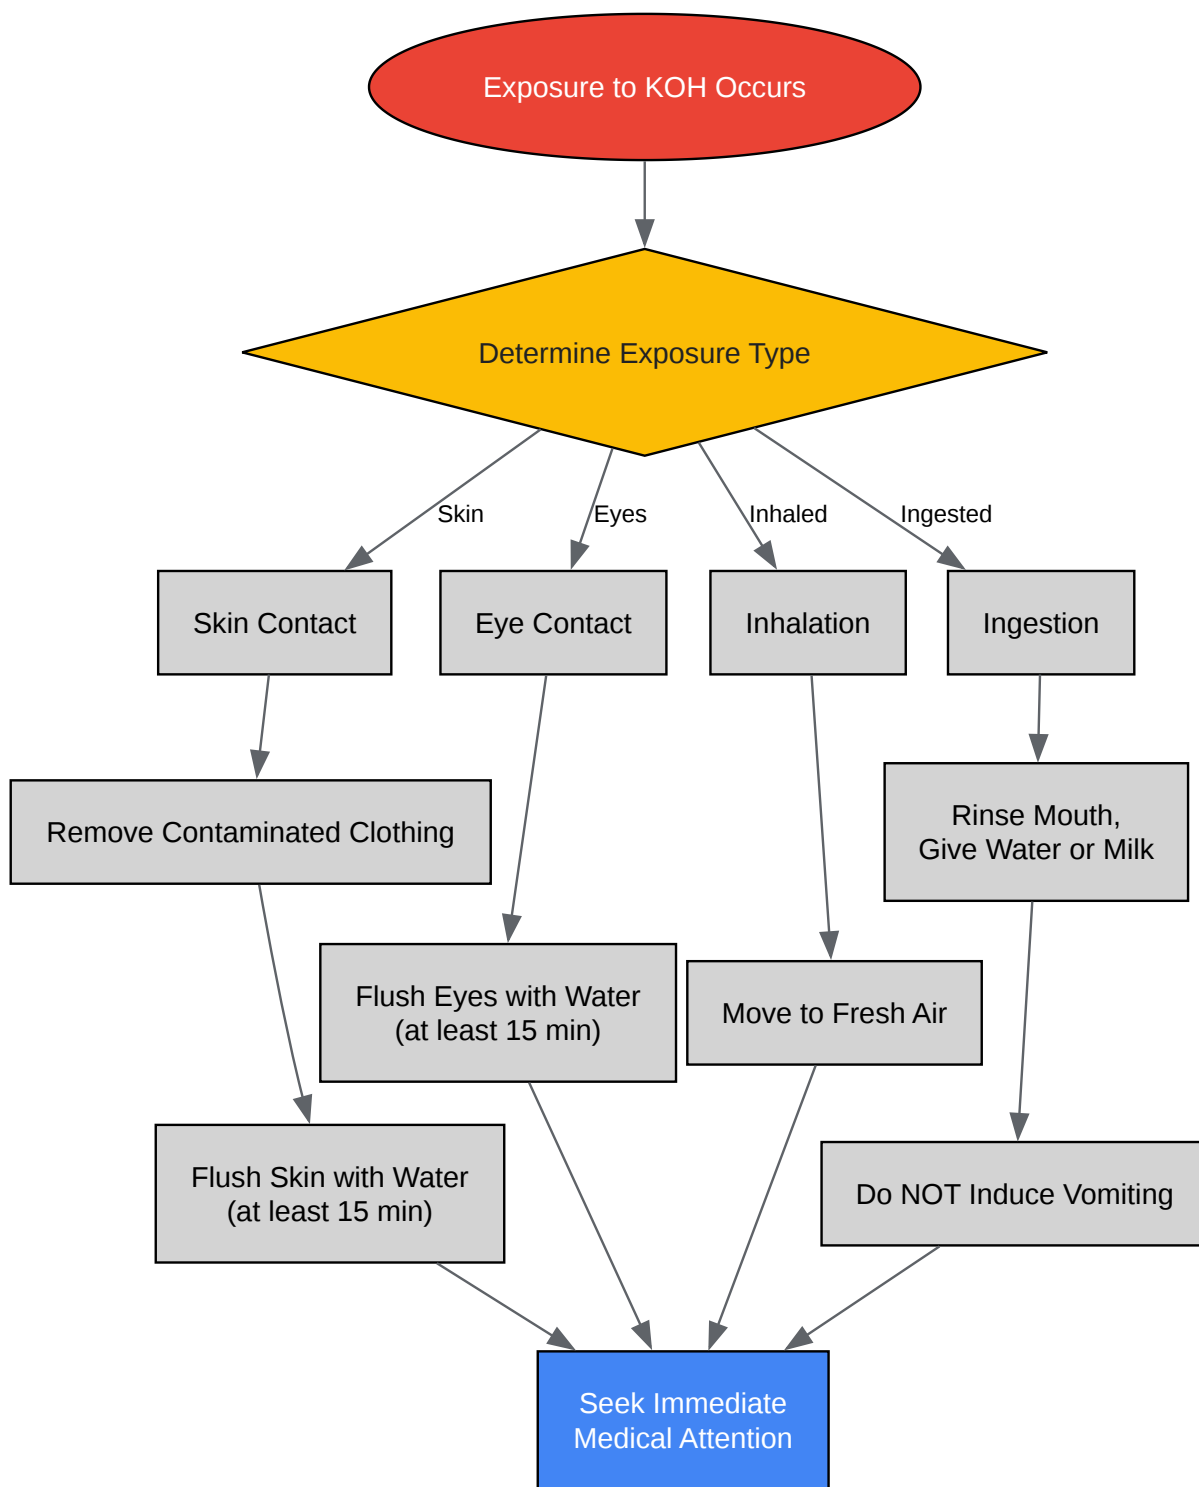 Exposure to KOH Occurs
Determine Exposure Type
Skin
Eyes
Inhaled
Ingested
Skin Contact
Eye Contact
Inhalation
Ingestion
Remove Contaminated Clothing
Rinse Mouth,
Give Water or Milk
Flush Eyes with Water
(at least 15 min)
Move to Fresh Air
Flush Skin with Water
(at least 15 min)
Do NOT Induce Vomiting
Seek Immediate
Medical Attention